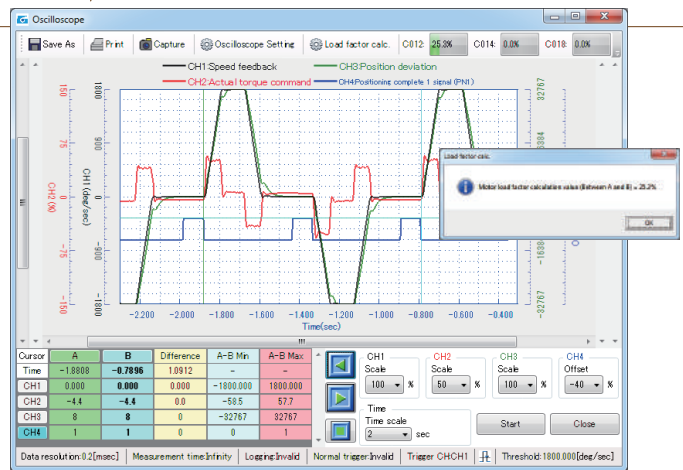 Oscilloscope
Save As Print Capture Oscilloscope Setting Load factor calc. C012: 25.3% C014: 0.0% C018: 0.0%
CH1:Speed feedback CH3:Position deviation
CH2:Actual torque command CH4:Positioning complete 1 signal (PN1)
150 75 0 -75 -150
CH2 (%)
1800 900 0 -900 -1800
CH1 (deg/sec)
32767 16384 -16384 -32767
-2.200 -2.000 -1.800 -1.600 -1.400 -1.200 -1.000 -0.800 -0.600 -0.400
Time(sec)
Load factor calc.
Motor load factor calculation value (Between A and B) = 25.2%
OK
Cursor A B Difference A-B Min A-B Max
Time -1.8808 -0.7896 1.0912 - -
CH1 0.000 0.000 0.000 -1800.000 1800.000
CH2 -4.4 -4.4 0.0 -58.5 57.7
CH3 8 8 0 -32767 32767
CH4 1 1 0 0 1
CH1 CH2 CH3 CH4
Scale Scale Scale Offset
100 % 50 % 100 % -40 %
Time
Time scale
2 sec
Start Close
Data resolution:0.2[msec] Measurement time:Infinity Logging:Invalid Normal trigger:Invalid Trigger CHCH1 Threshold:1800.000[deg/sec]